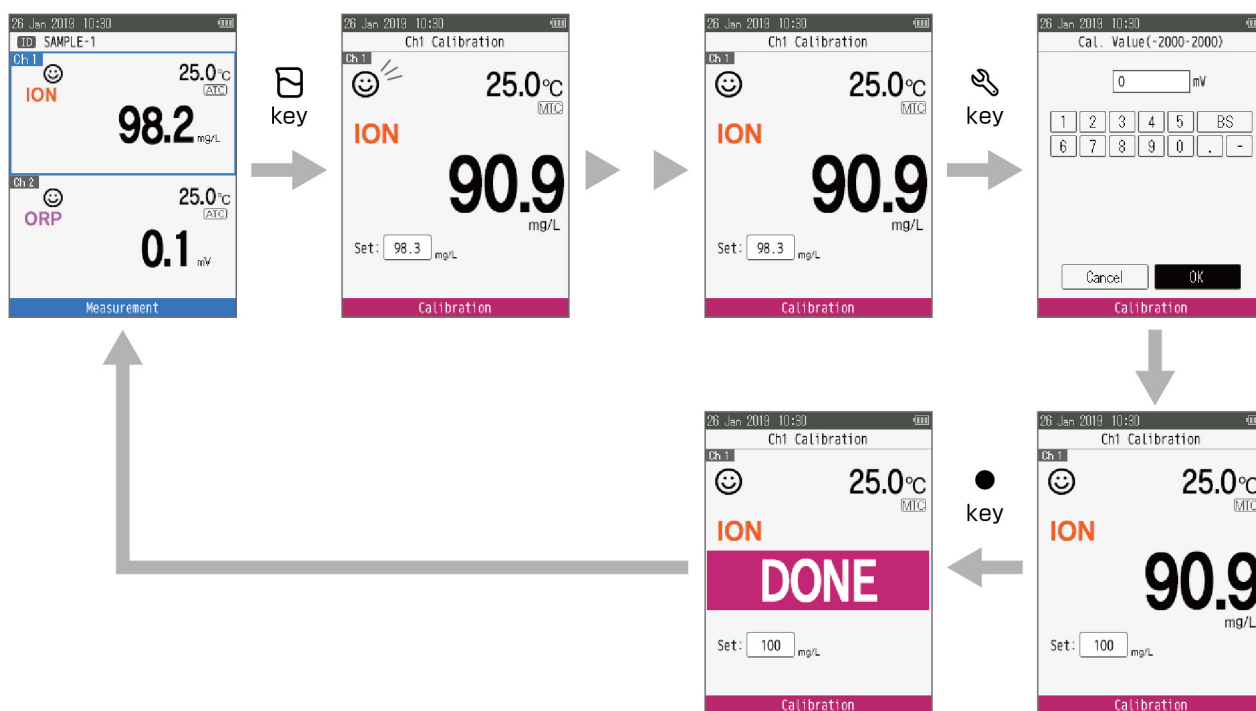 26 Jan 2019 10:30
ID SAMPLE-1
Ch 1
25.0℃
ATC
ION
98.2 mg/L
Ch 2
25.0℃
ATC
ORP
0.1 mV
Measurement
key
26 Jan 2019 10:30
Ch1 Calibration
Ch 1
25.0℃
MTC
ION
90.9
mg/L
Set: 98.3 mg/L
Calibration
26 Jan 2019 10:30
Ch1 Calibration
Ch 1
25.0℃
MTC
ION
90.9
mg/L
Set: 98.3 mg/L
Calibration
key
26 Jan 2019 10:30
Cal. Value(-2000-2000)
0 mV
1 2 3 4 5 BS
6 7 8 9 0 . -
Cancel OK
Calibration
26 Jan 2019 10:30
Ch1 Calibration
Ch 1
25.0℃
MTC
ION
90.9
mg/L
Set: 100 mg/L
Calibration
key
26 Jan 2019 10:30
Ch1 Calibration
Ch 1
25.0℃
MTC
ION
DONE
Set: 100 mg/L
Calibration